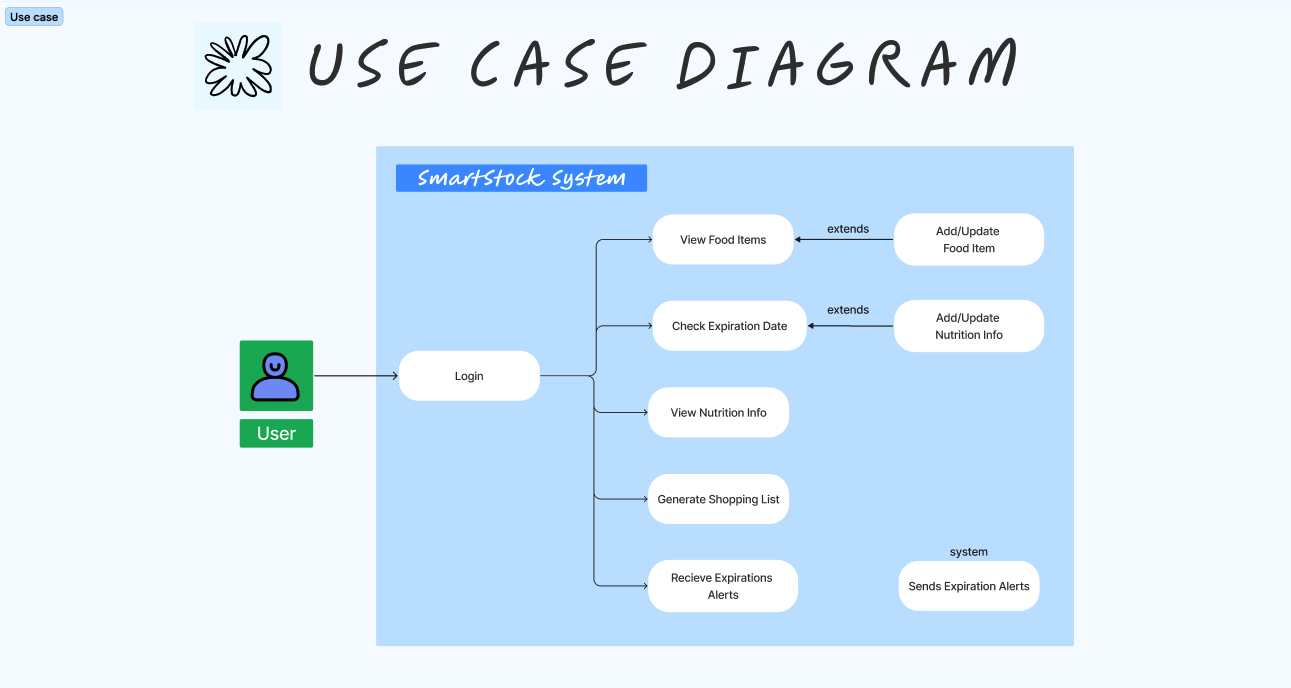 Use case
USE CASE DIAGRAM
SmartStock System
View Food Items
extends
Add/Update
Food Item
Check Expiration Date
extends
Add/Update
Nutrition Info
Login
User
View Nutrition Info
Generate Shopping List
Recieve Expirations
Alerts
system
Sends Expiration Alerts